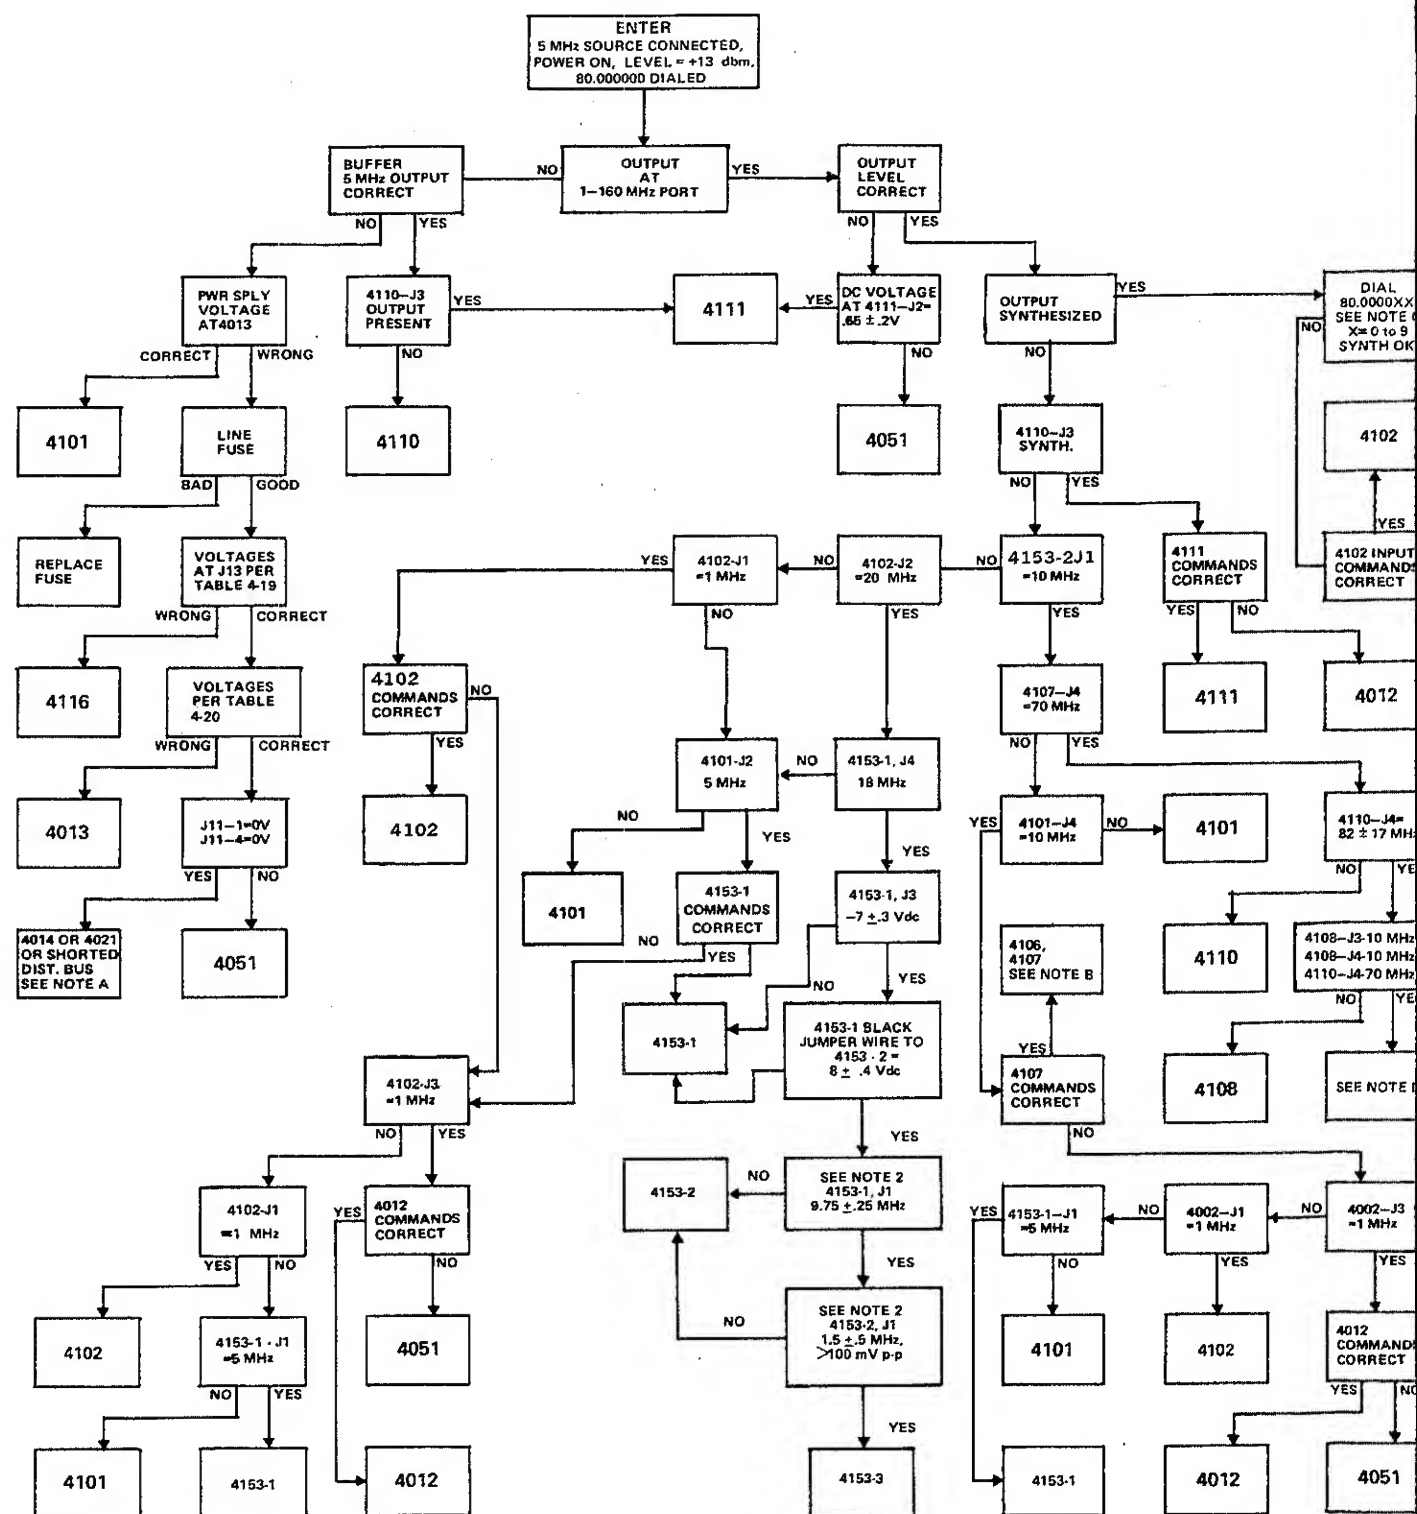 ENTER
5 MHz SOURCE CONNECTED,
POWER ON, LEVEL = +13 dbm,
80.000000 DIALED
BUFFER
5 MHz OUTPUT
CORRECT
NO
OUTPUT
AT
1–160 MHz PORT
YES
OUTPUT
LEVEL
CORRECT
NO
YES
NO
YES
PWR SPLY
VOLTAGE
AT4013
4110–J3
OUTPUT
PRESENT
YES
4111
YES
DC VOLTAGE
AT 4111–J2=
.65 ± .2V
OUTPUT
SYNTHESIZED
YES
DIAL
80.0000XX
SEE NOTE
X= 0 to 9
SYNTH OK
NO
CORRECT
WRONG
NO
NO
NO
4101
LINE
FUSE
4110
4051
4110–J3
SYNTH.
4102
BAD
GOOD
NO
YES
YES
REPLACE
FUSE
VOLTAGES
AT J13 PER
TABLE 4-19
YES
4102-J1
=1 MHz
NO
4102-J2
=20 MHz
NO
4153-2J1
=10 MHz
4111
COMMANDS
CORRECT
4102 INPUT
COMMANDS
CORRECT
WRONG
CORRECT
NO
YES
YES
YES
NO
4116
VOLTAGES
PER TABLE
4-20
4102
COMMANDS
CORRECT
NO
4107–J4
=70 MHz
4111
4012
WRONG
CORRECT
YES
4101-J2
5 MHz
NO
4153-1, J4
18 MHz
NO
YES
4013
J11–1=0V
J11–4=0V
4102
NO
YES
YES
YES
4101–J4
=10 MHz
NO
4101
4110–J4=
82 ± 17 MHz
YES
NO
4101
4153-1
COMMANDS
CORRECT
4153-1, J3
–7 ± .3 Vdc
NO
4014 OR 4021
OR SHORTED
DIST. BUS
SEE NOTE A
4051
NO
YES
NO
YES
4106,
4107
SEE NOTE B
4110
4108–J3-10 MHz
4108–J4-10 MHz
4110–J4-70 MHz
NO
4153-1
4153-1 BLACK
JUMPER WIRE TO
4153 - 2 =
8 ± .4 Vdc
YES
4102-J3
=1 MHz
4107
COMMANDS
CORRECT
4108
SEE NOTE
NO
YES
YES
NO
4102-J1
=1 MHz
YES
4012
COMMANDS
CORRECT
4153-2
NO
SEE NOTE 2
4153-1, J1
9.75 ± .25 MHz
YES
4153-1–J1
=5 MHz
NO
4002–J1
=1 MHz
NO
4002–J3
=1 MHz
YES
NO
NO
YES
NO
YES
YES
4102
4153-1 - J1
=5 MHz
4051
NO
SEE NOTE 2
4153-2, J1
1.5 ± .5 MHz,
>100 mV p-p
4101
4102
4012
COMMANDS
CORRECT
NO
YES
YES
YES
4101
4153-1
4012
4153-3
4153-1
4012
4051